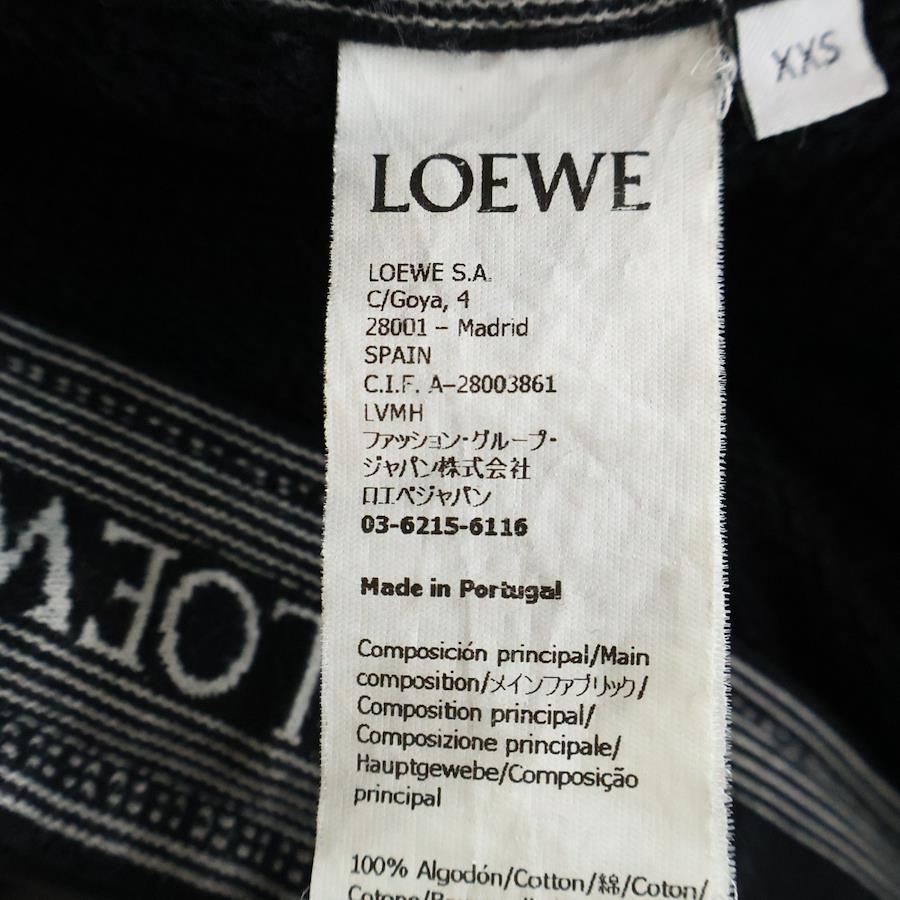 XXS
LOEWE
LOEWE S.A.
C/Goya, 4
28001 – Madrid
SPAIN
C.I.F. A-28003861
LVMH
ファッション・グループ・
ジャパン株式会社
ロエベジャパン
03-6215-6116
Made in Portugal
Composición principal/Main
composition/メインファブリック/
Composition principal/
Composizione principale/
Hauptgewebe/Composição
principal
100% Algodón/Cotton/綿/Coton/
LOEW